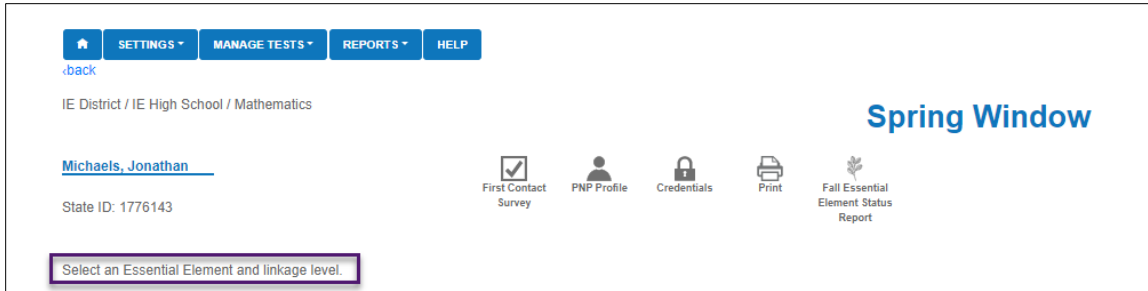 SETTINGS MANAGE TESTS REPORTS HELP
‹back
IE District / IE High School / Mathematics
Spring Window
Michaels, Jonathan
First Contact Survey
PNP Profile
Credentials
Print
Fall Essential Element Status Report
State ID: 1776143
Select an Essential Element and linkage level.